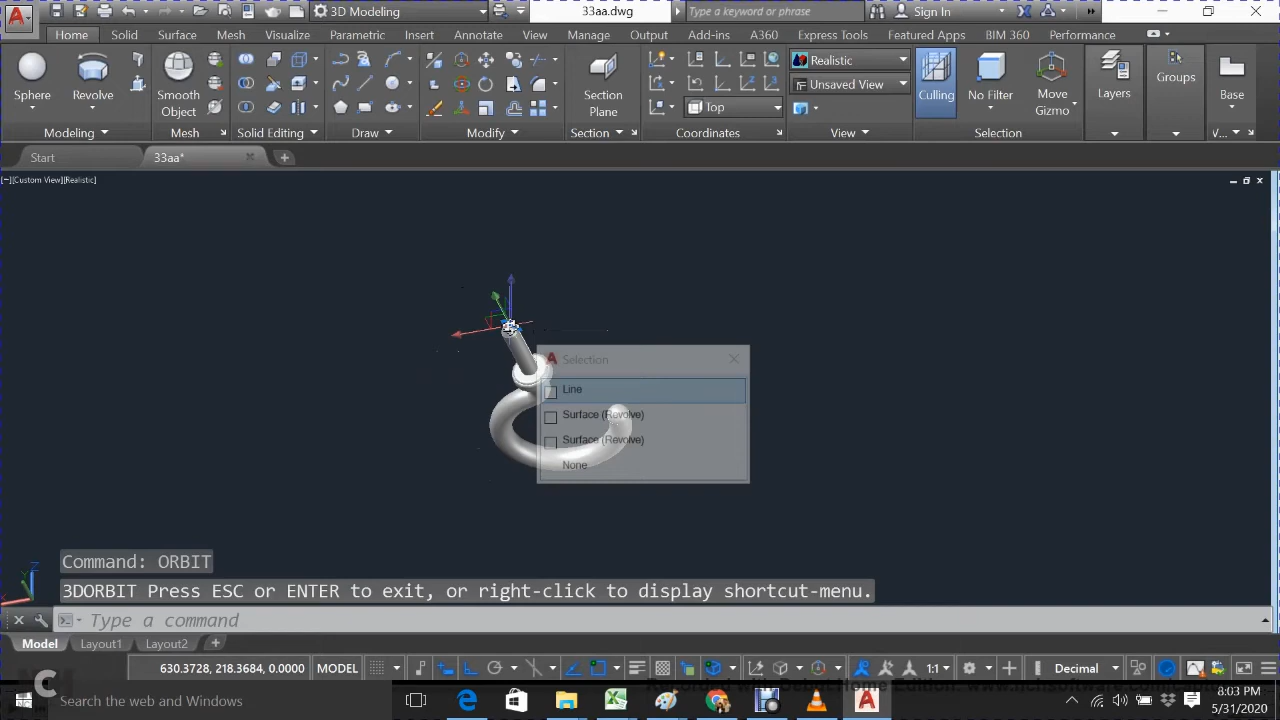 3D Modeling
33aa.dwg
Type a keyword or phrase
Sign In
Home
Solid
Surface
Mesh
Visualize
Parametric
Insert
Annotate
View
Manage
Output
Add-ins
A360
Express Tools
Featured Apps
BIM 360
Performance
Sphere
Revolve
Smooth Object
Section Plane
Realistic
Unsaved View
Top
Culling
No Filter
Move Gizmo
Layers
Groups
Base
Modeling
Mesh
Solid Editing
Draw
Modify
Section
Coordinates
View
Selection
V...
Start
33aa*
[−][Custom View][Realistic]
Selection
Line
Surface (Revolve)
Surface (Revolve)
None
Z
X
Command: ORBIT
3DORBIT Press ESC or ENTER to exit, or right-click to display shortcut-menu.
Type a command
Model
Layout1
Layout2
630.3728, 218.3684, 0.0000
MODEL
1:1
Decimal
Search the web and Windows
8:03 PM
5/31/2020